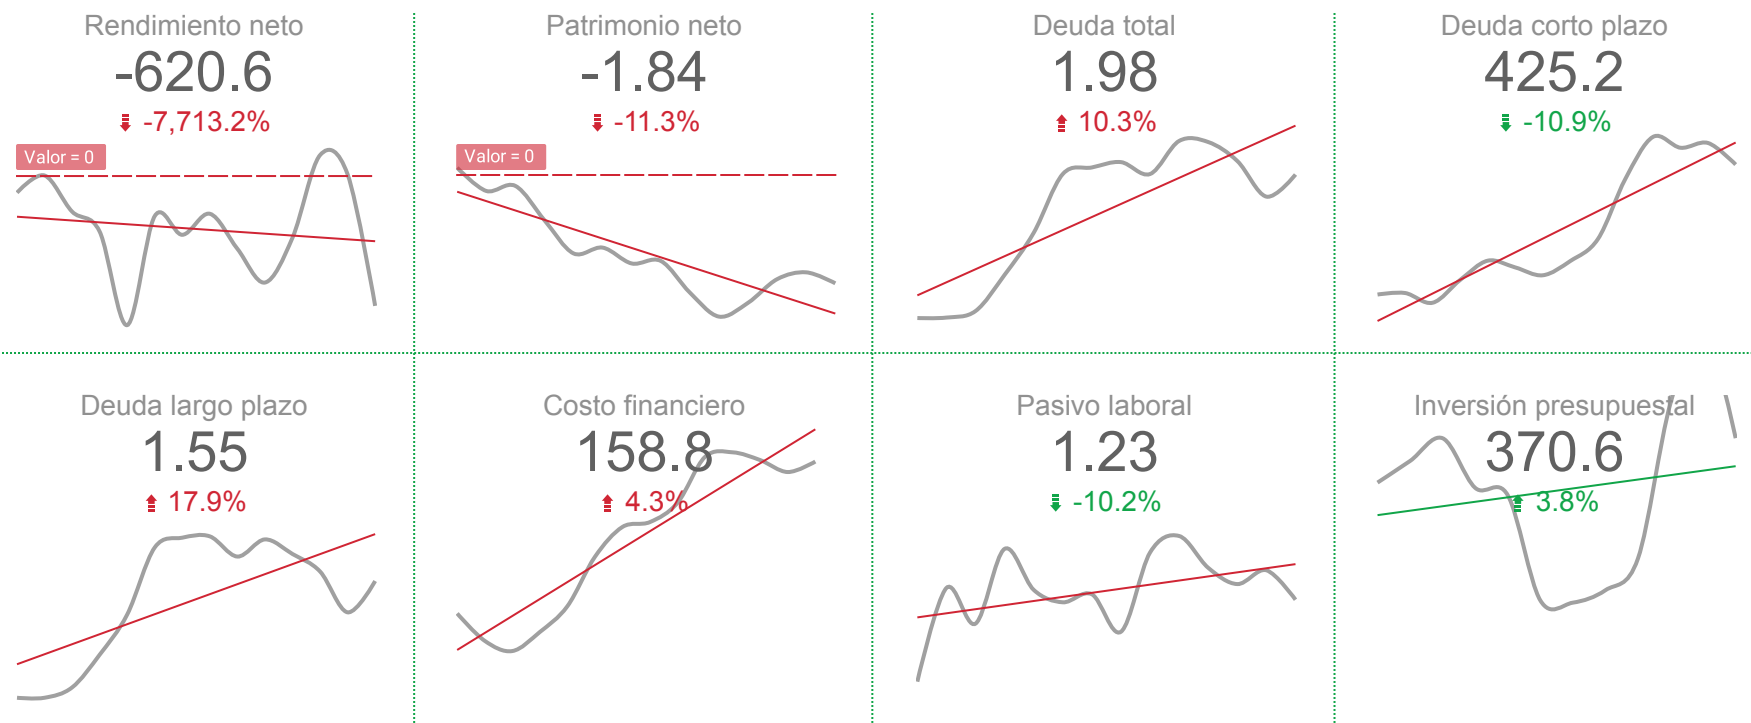 Rendimiento neto
-620.6
-7,713.2%
Valor = 0
Patrimonio neto
-1.84
-11.3%
Valor = 0
Deuda total
1.98
10.3%
Deuda corto plazo
425.2
-10.9%
Deuda largo plazo
1.55
17.9%
Costo financiero
158.8
4.3%
Pasivo laboral
1.23
-10.2%
Inversión presupuestal
370.6
3.8%